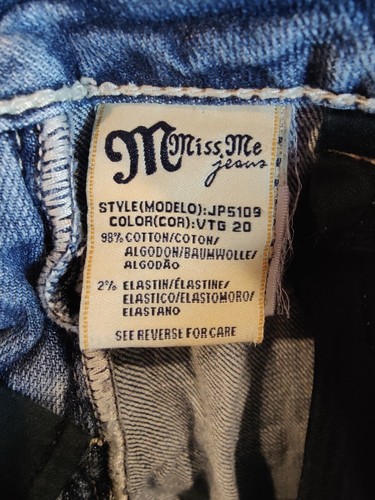 M Miss Me
jeans
STYLE(MODELO):JP5109
COLOR(COR):VTG 20
98% COTTON/COTON/
ALGODON/BAUMWOLLE/
ALGODÃO
2% ELASTIN/ÉLASTINE/
ELASTICO/ELASTOMORO/
ELASTANO
SEE REVERSE FOR CARE